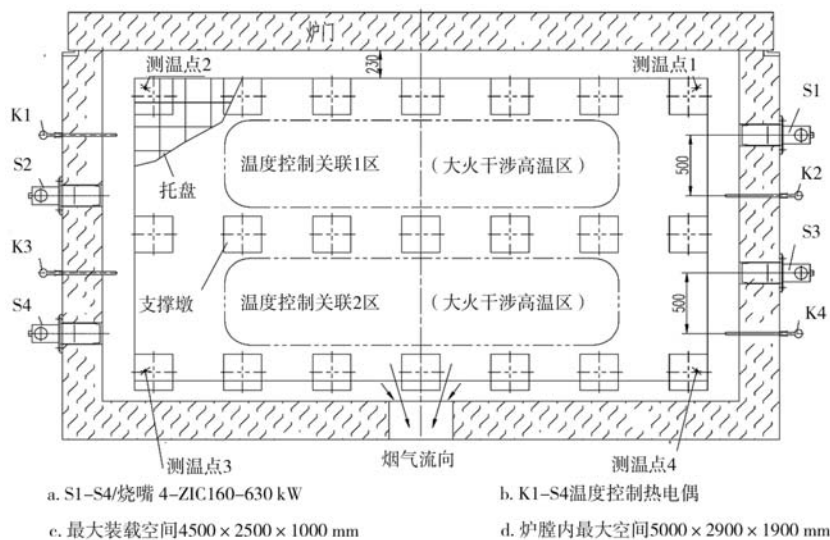 炉门
230
测温点2
测温点1
K1
S1
S2
温度控制关联1区
(大火干涉高温区)
500
K2
托盘
K3
S3
支撑墩
S4
温度控制关联2区
(大火干涉高温区)
500
K4
测温点3
烟气流向
测温点4
a. S1–S4/烧嘴 4–ZIC160–630 kW
b. K1–S4温度控制热电偶
c. 最大装载空间4500×2500×1000 mm
d. 炉膛内最大空间5000×2900×1900 mm